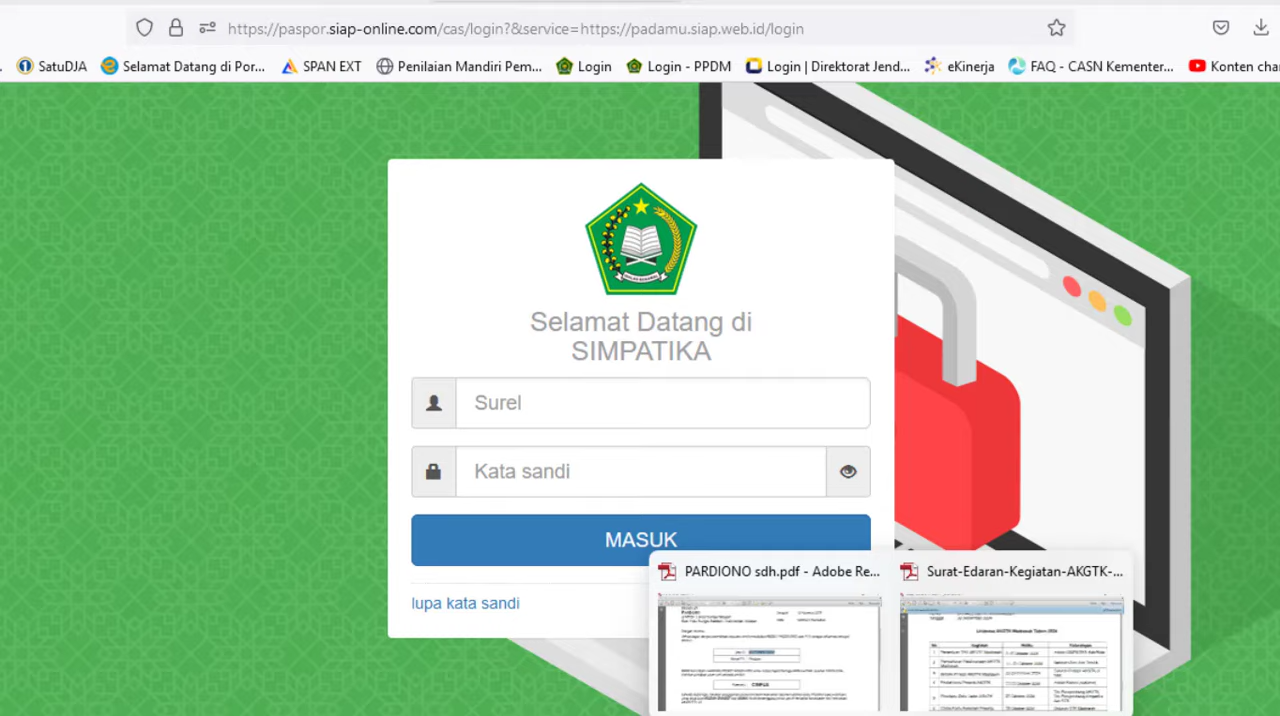 https://paspor.siap-online.com/cas/login?&service=https://padamu.siap.web.id/login
SatuDJA
Selamat Datang di Por...
SPAN EXT
Penilaian Mandiri Pem...
Login
Login - PPDM
Login | Direktorat Jend...
eKinerja
FAQ - CASN Kementer...
Konten cha
Selamat Datang di
SIMPATIKA
Surel
Kata sandi
MASUK
lupa kata sandi
PARDIONO sdh.pdf - Adobe Re...
Surat-Edaran-Kegiatan-AKGTK-...